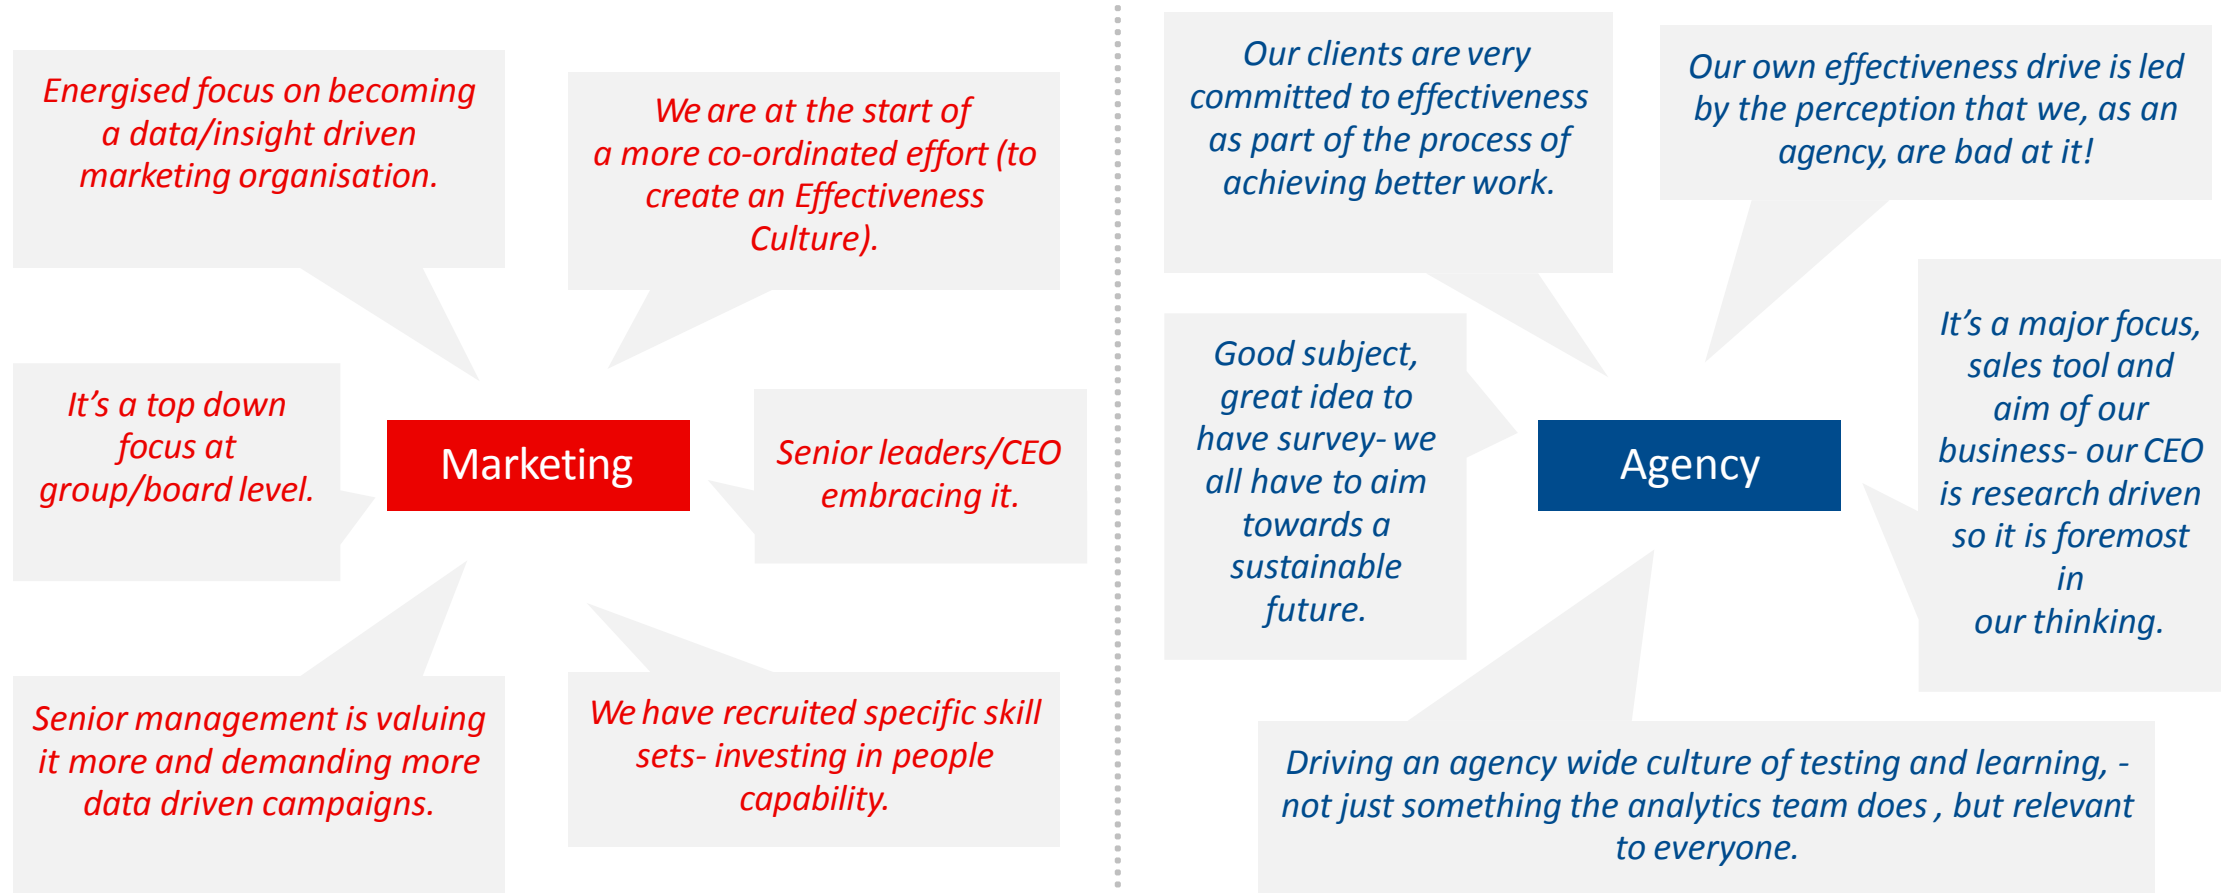 Energised focus on becoming
a data/insight driven
marketing organisation.
We are at the start of
a more co-ordinated effort (to
create an Effectiveness
Culture).
It’s a top down
focus at
group/board level.
Marketing
Senior leaders/CEO
embracing it.
Senior management is valuing
it more and demanding more
data driven campaigns.
We have recruited specific skill
sets- investing in people
capability.
Our clients are very
committed to effectiveness
as part of the process of
achieving better work.
Our own effectiveness drive is led
by the perception that we, as an
agency, are bad at it!
Good subject,
great idea to
have survey- we
all have to aim
towards a
sustainable
future.
Agency
It’s a major focus,
sales tool and
aim of our
business- our CEO
is research driven
so it is foremost
in
our thinking.
Driving an agency wide culture of testing and learning, -
not just something the analytics team does , but relevant
to everyone.